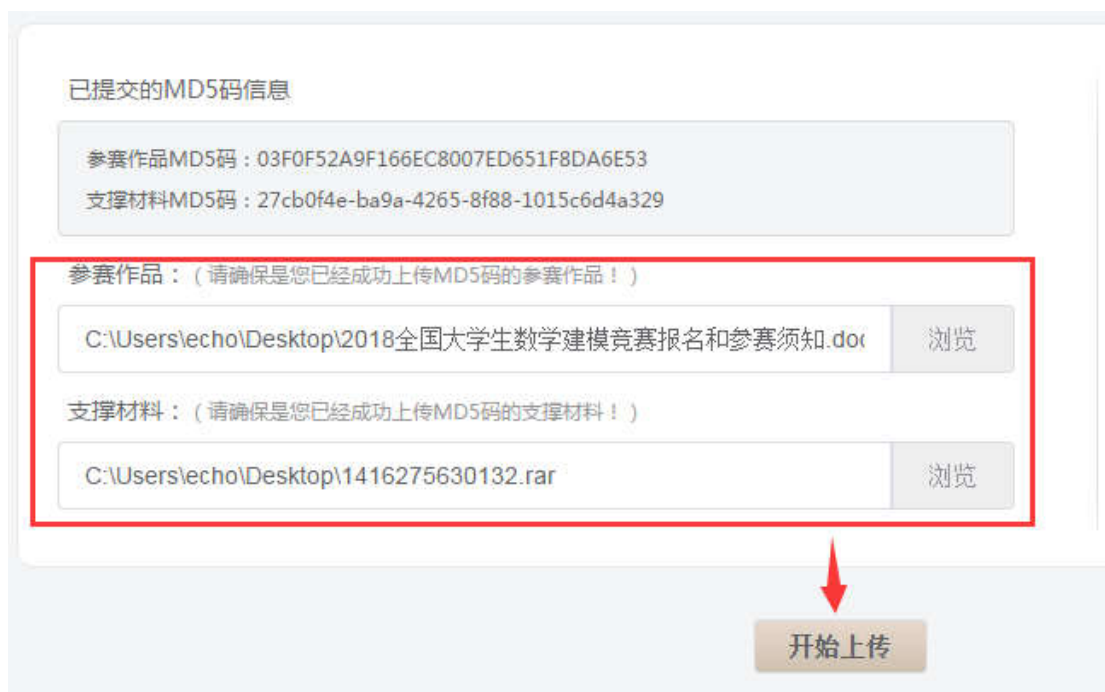 已提交的MD5码信息
参赛作品MD5码：03F0F52A9F166EC8007ED651F8DA6E53
支撑材料MD5码：27cb0f4e-ba9a-4265-8f88-1015c6d4a329
参赛作品：（请确保是您已经成功上传MD5码的参赛作品！）
C:\Users\echo\Desktop\2018全国大学生数学建模竞赛报名和参赛须知.doc 浏览
支撑材料：（请确保是您已经成功上传MD5码的支撑材料！）
C:\Users\echo\Desktop\1416275630132.rar 浏览
开始上传